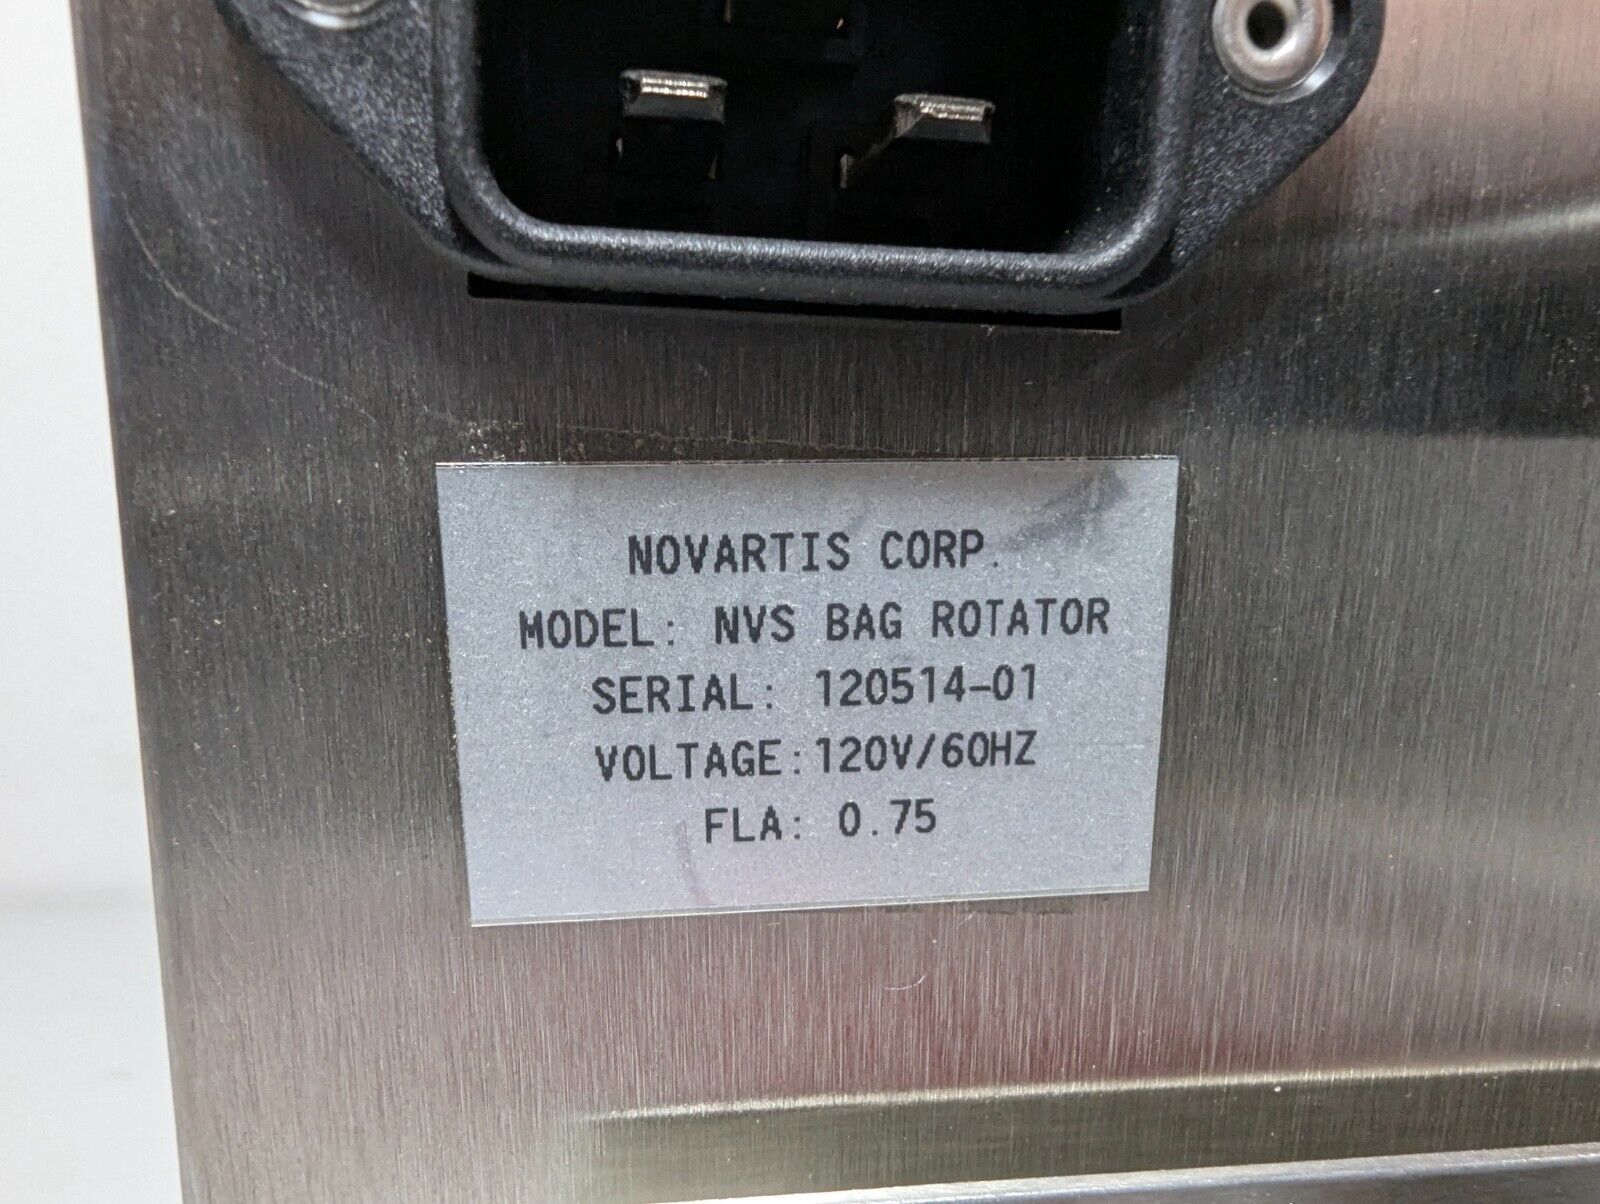 NOVARTIS CORP.
MODEL: NVS BAG ROTATOR
SERIAL: 120514-01
VOLTAGE:120V/60HZ
FLA: 0.75